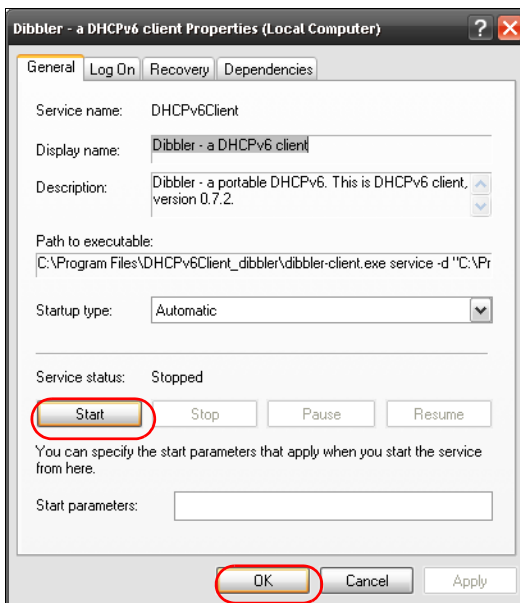 Dibbler - a DHCPv6 client Properties (Local Computer)
General Log On Recovery Dependencies
Service name: DHCPv6Client
Display name: Dibbler - a DHCPv6 client
Description: Dibbler - a portable DHCPv6. This is DHCPv6 client,
version 0.7.2.
Path to executable:
C:\Program Files\DHCPv6Client_dibbler\dibbler-client.exe service -d "C:\Pr
Startup type: Automatic
Service status: Stopped
Start Stop Pause Resume
You can specify the start parameters that apply when you start the service
from here.
Start parameters:
OK Cancel Apply